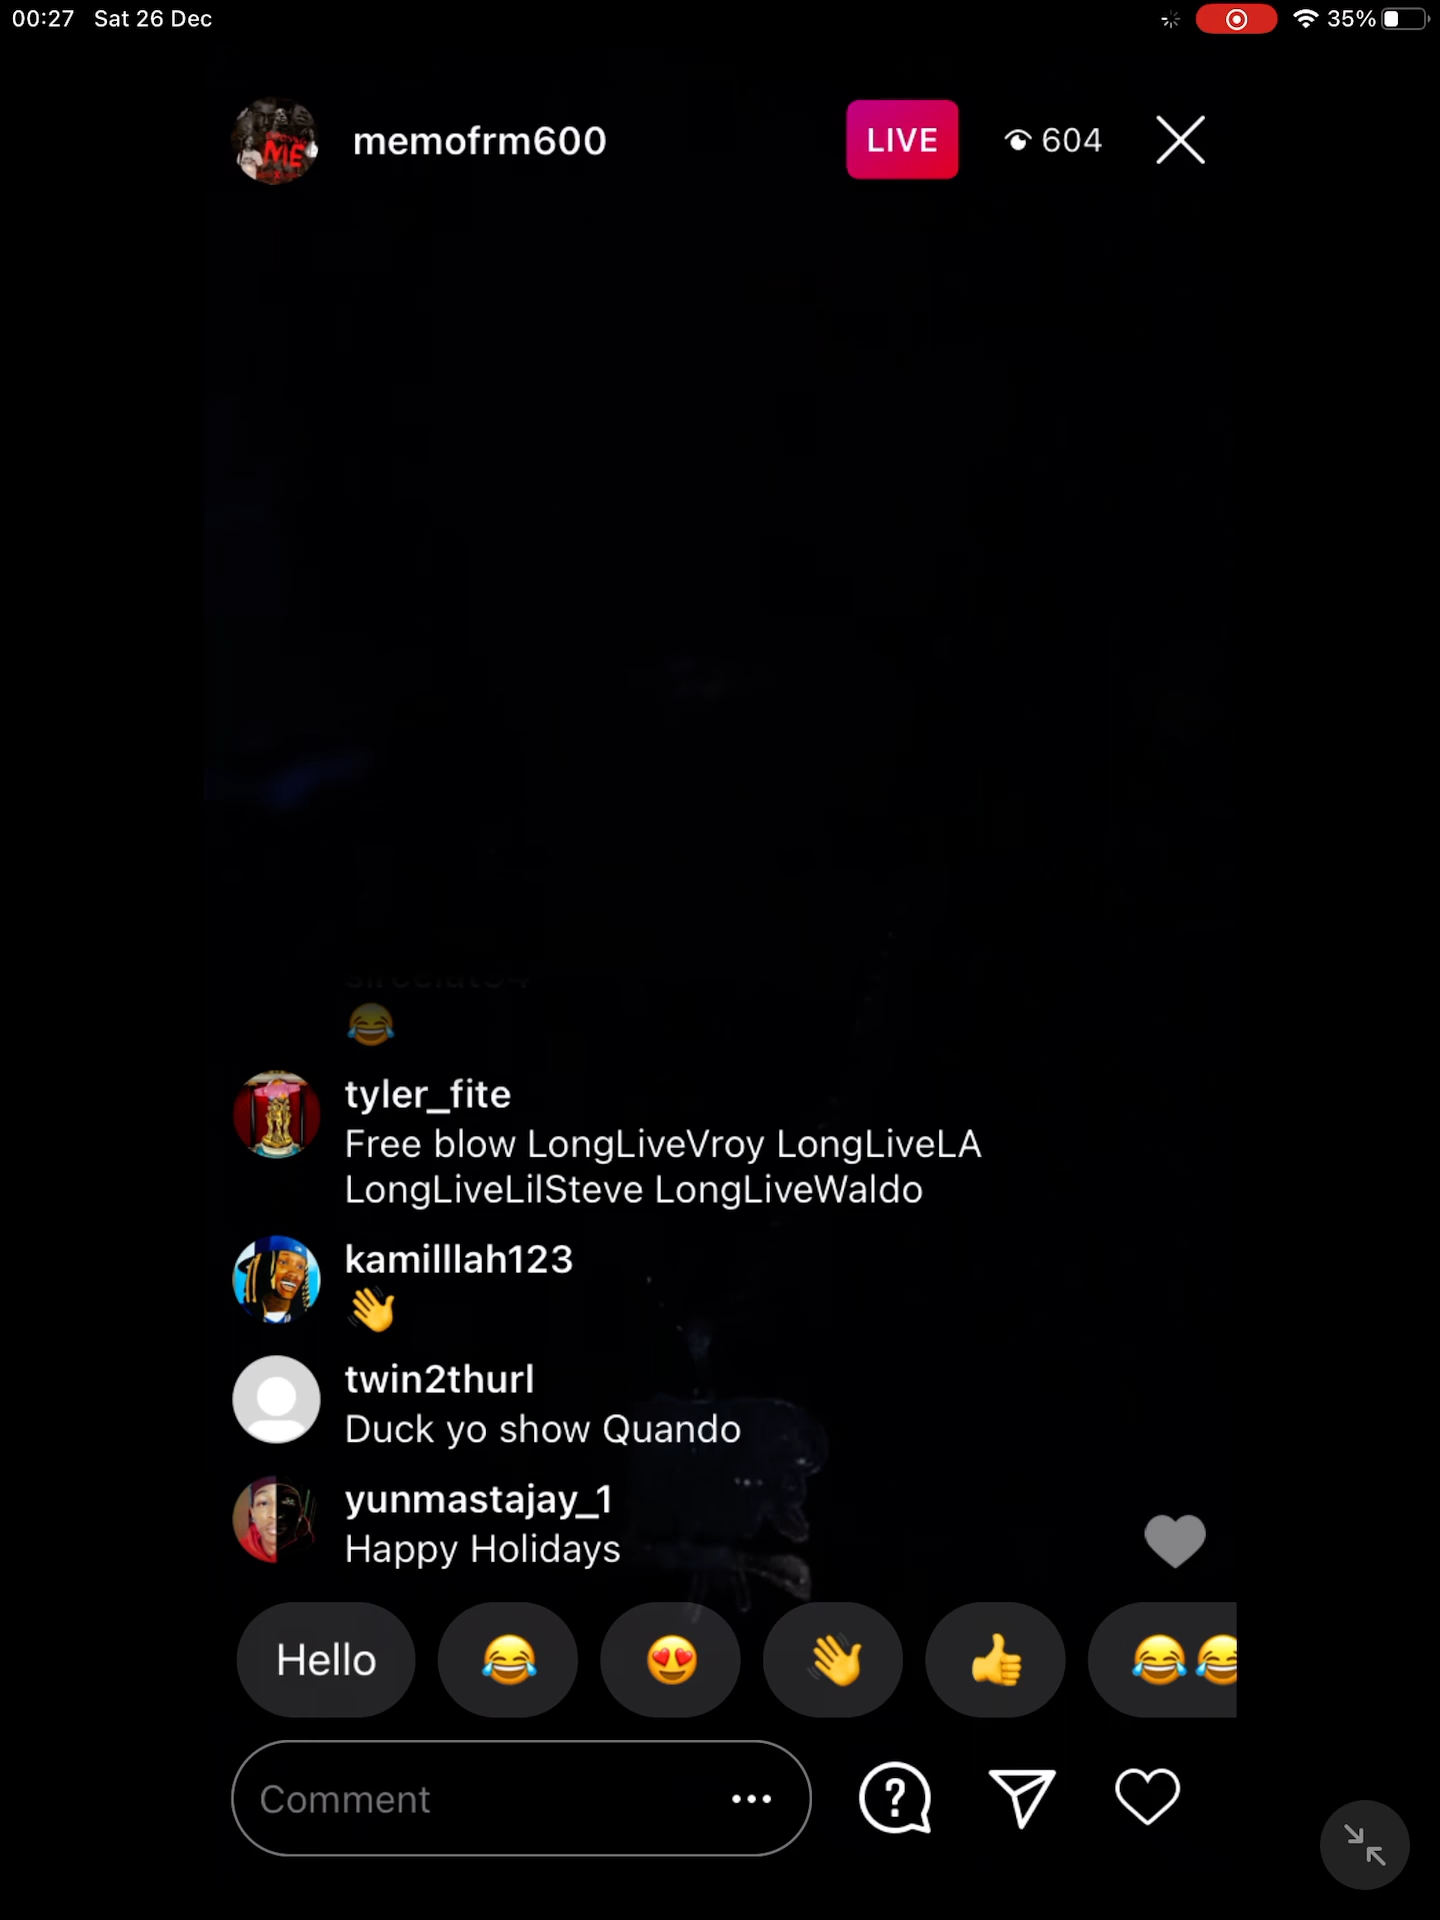 00:27 Sat 26 Dec 35%
memofrm600 LIVE 604
ME
tyler_fite
Free blow LongLiveVroy LongLiveLA
LongLiveLilSteve LongLiveWaldo
kamilllah123
twin2thurl
Duck yo show Quando
yunmastajay_1
Happy Holidays
Hello
Comment